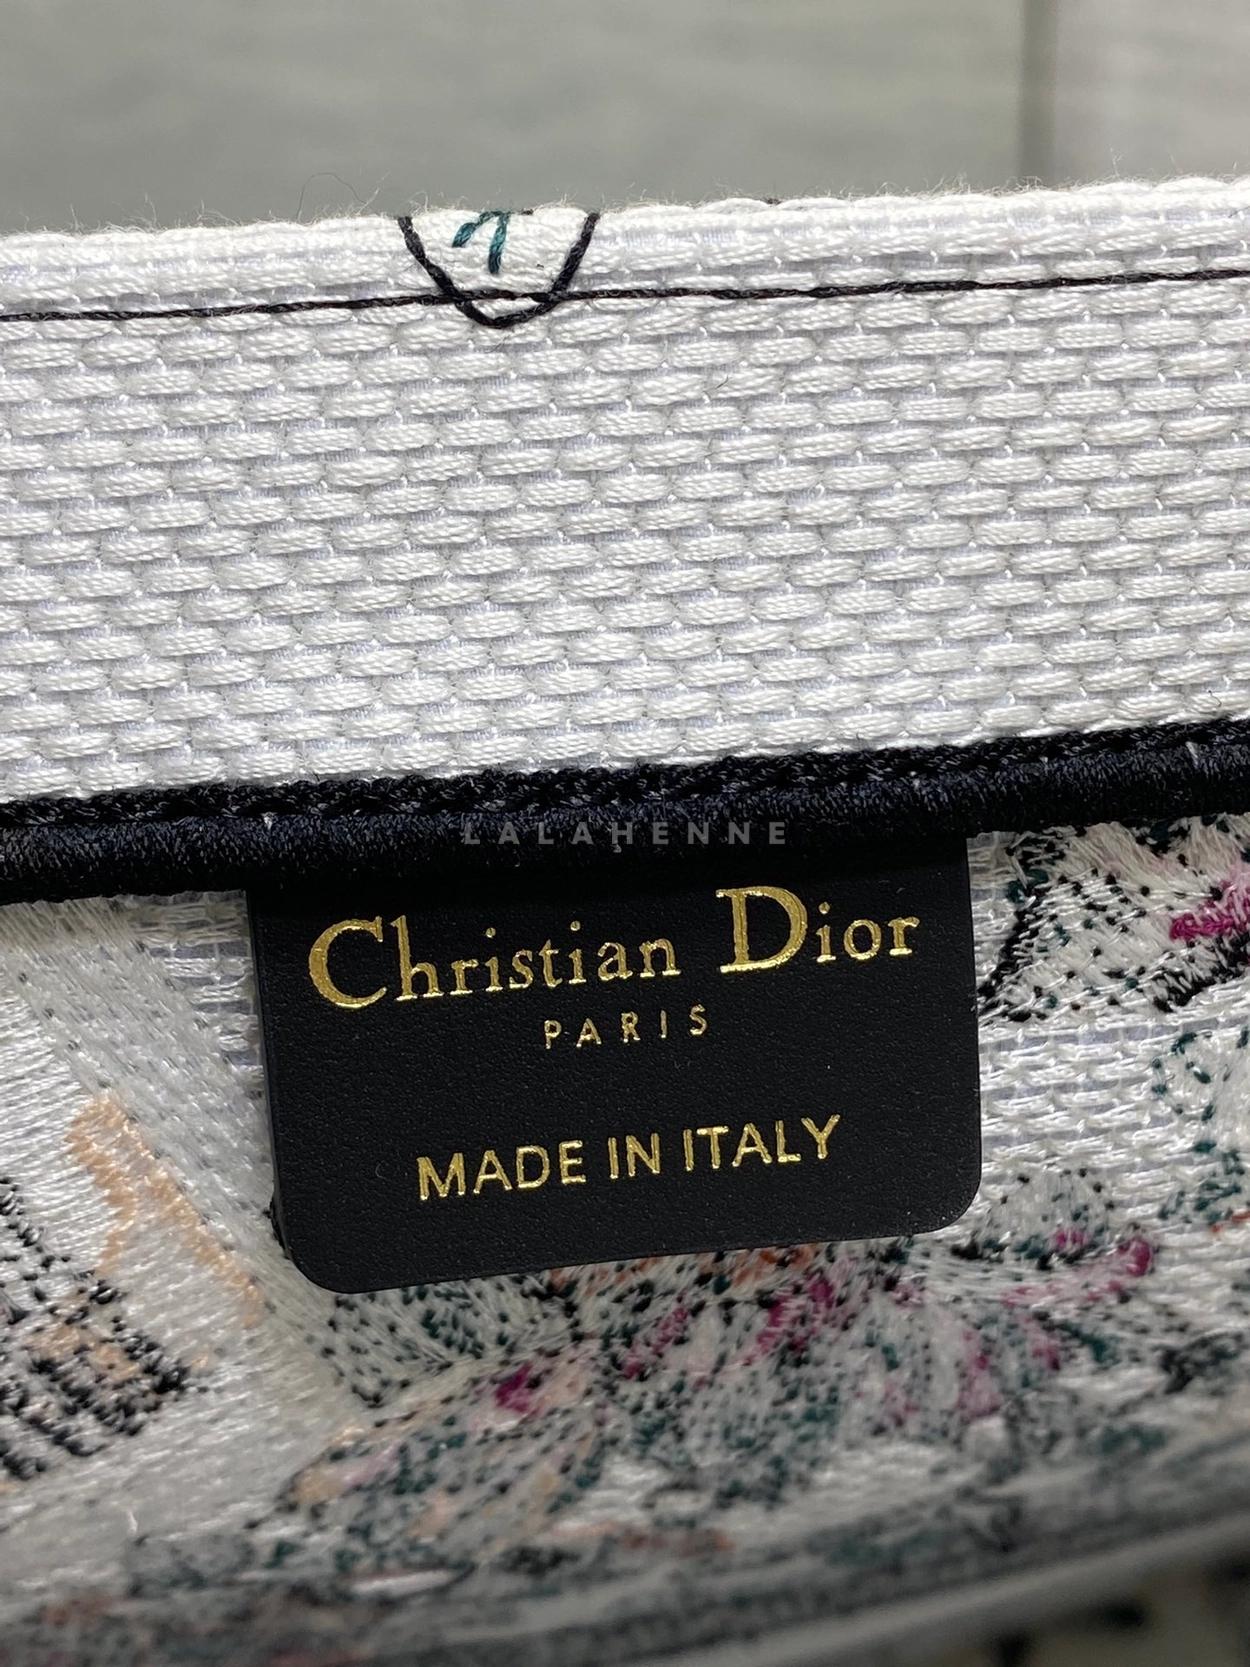 LALAHENNE
Christian Dior
PARIS
MADE IN ITALY